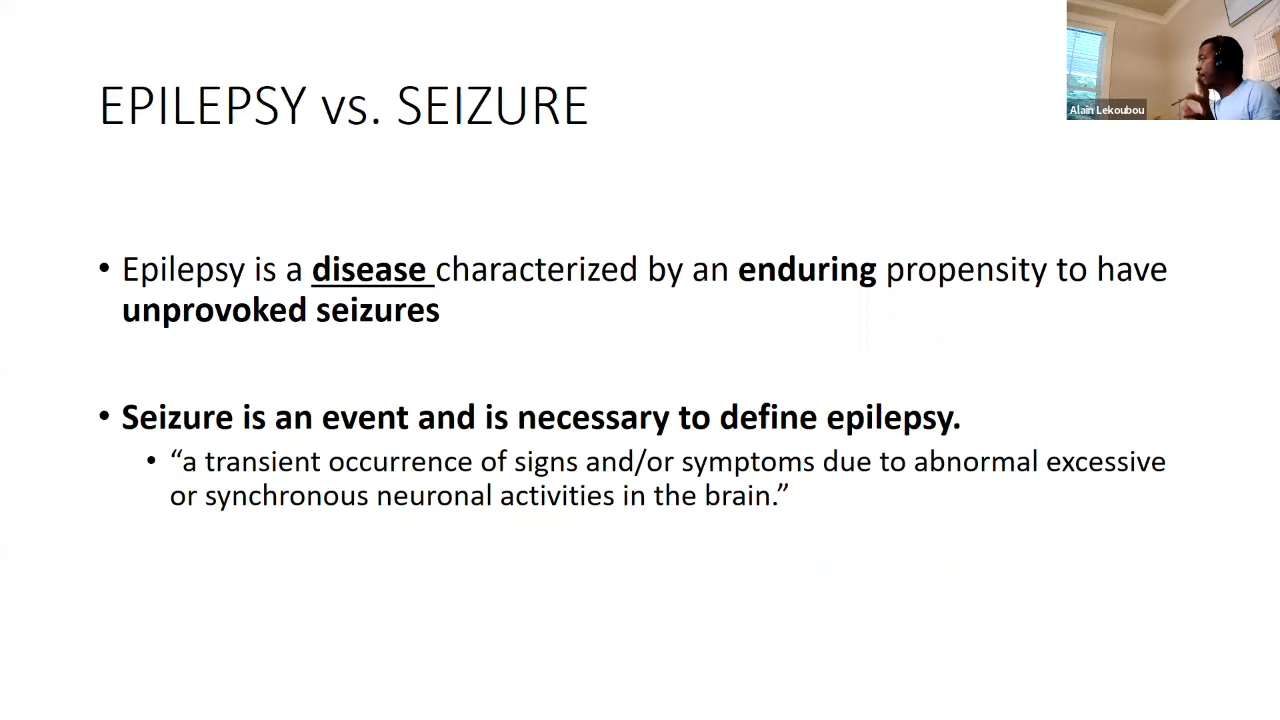 EPILEPSY vs. SEIZURE
Alain Lekoubou
• Epilepsy is a disease characterized by an enduring propensity to have
unprovoked seizures
• Seizure is an event and is necessary to define epilepsy.
• “a transient occurrence of signs and/or symptoms due to abnormal excessive
or synchronous neuronal activities in the brain.”